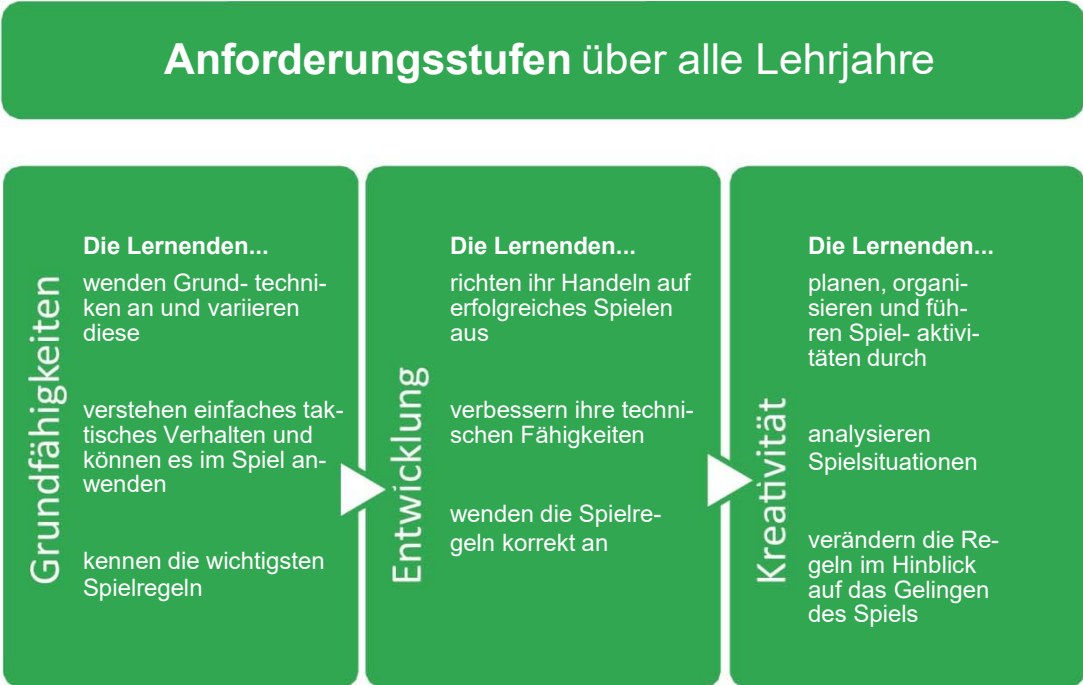 Anforderungsstufen über alle Lehrjahre
Grundfähigkeiten
Die Lernenden...
wenden Grund- techni-
ken an und variieren
diese
verstehen einfaches tak-
tisches Verhalten und
können es im Spiel an-
wenden
kennen die wichtigsten
Spielregeln
Entwicklung
Die Lernenden...
richten ihr Handeln auf
erfolgreiches Spielen
aus
verbessern ihre techni-
schen Fähigkeiten
wenden die Spielre-
geln korrekt an
Kreativität
Die Lernenden...
planen, organi-
sieren und füh-
ren Spiel- aktivi-
täten durch
analysieren
Spielsituationen
verändern die Re-
geln im Hinblick
auf das Gelingen
des Spiels